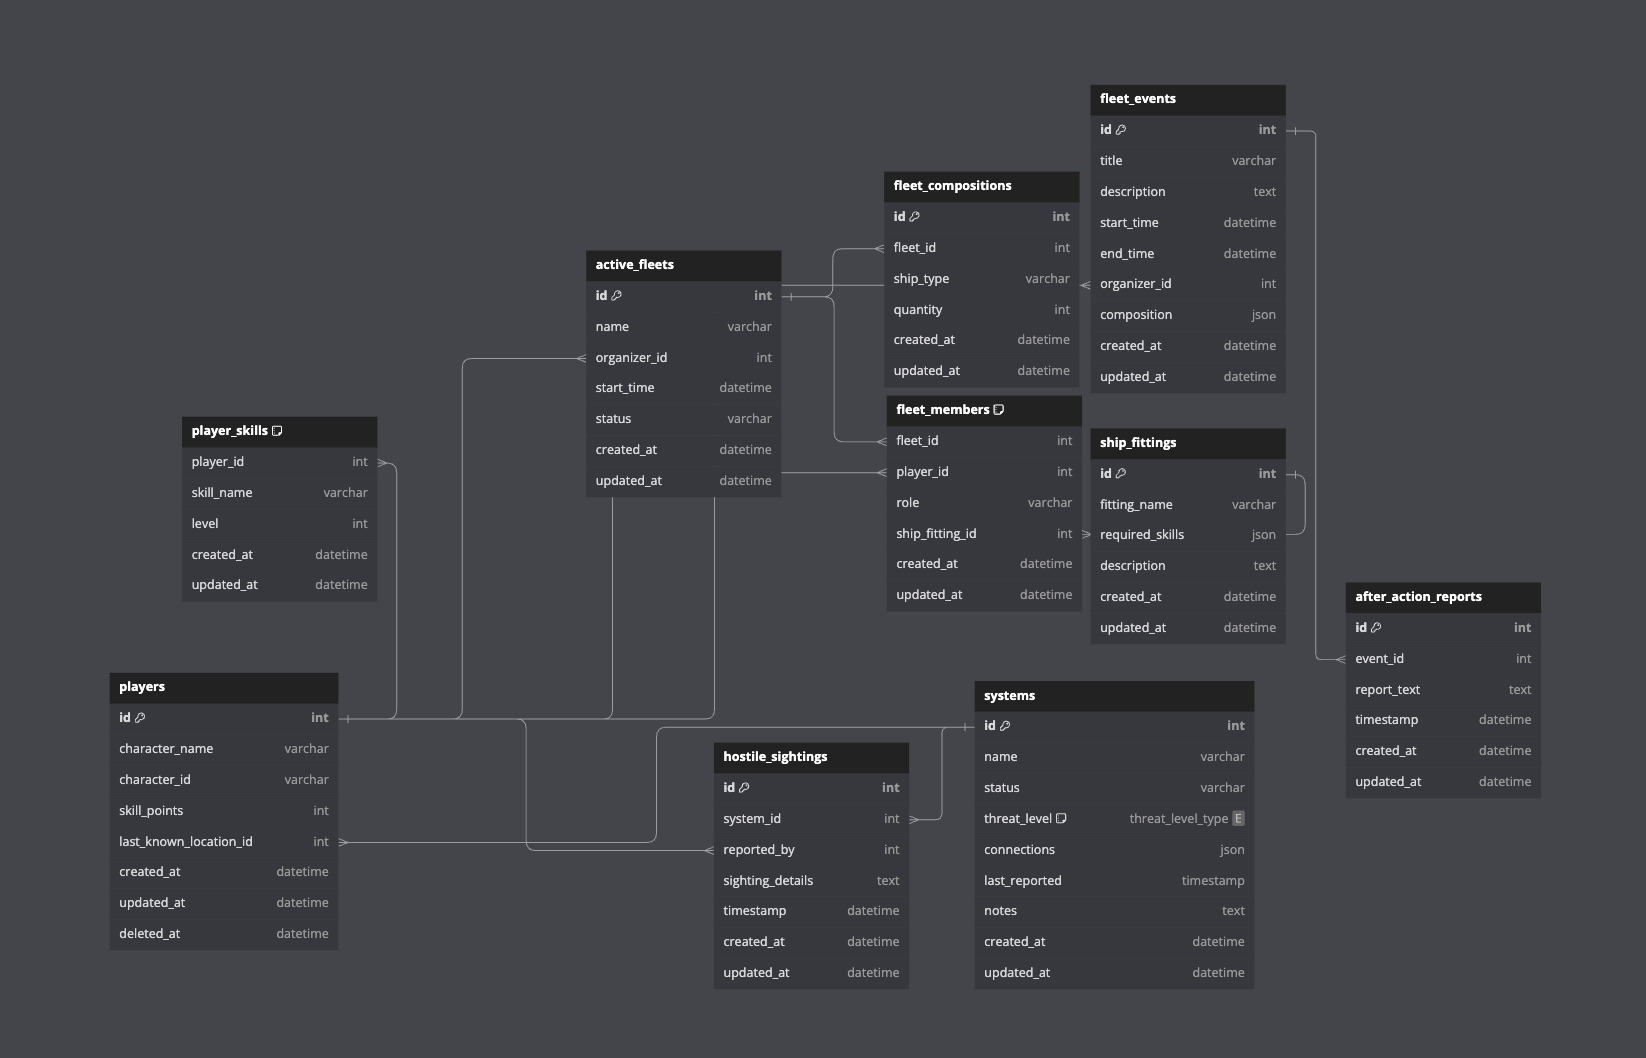 fleet_events
id int
title varchar
description text
start_time datetime
end_time datetime
organizer_id int
composition json
created_at datetime
updated_at datetime
fleet_compositions
id int
fleet_id int
ship_type varchar
quantity int
created_at datetime
updated_at datetime
active_fleets
id int
name varchar
organizer_id int
start_time datetime
status varchar
created_at datetime
updated_at datetime
fleet_members
fleet_id int
player_id int
role varchar
ship_fitting_id int
created_at datetime
updated_at datetime
ship_fittings
id int
fitting_name varchar
required_skills json
description text
created_at datetime
updated_at datetime
player_skills
player_id int
skill_name varchar
level int
created_at datetime
updated_at datetime
after_action_reports
id int
event_id int
report_text text
timestamp datetime
created_at datetime
updated_at datetime
players
id int
character_name varchar
character_id varchar
skill_points int
last_known_location_id int
created_at datetime
updated_at datetime
deleted_at datetime
hostile_sightings
id int
system_id int
reported_by int
sighting_details text
timestamp datetime
created_at datetime
updated_at datetime
systems
id int
name varchar
status varchar
threat_level threat_level_type E
connections json
last_reported timestamp
notes text
created_at datetime
updated_at datetime